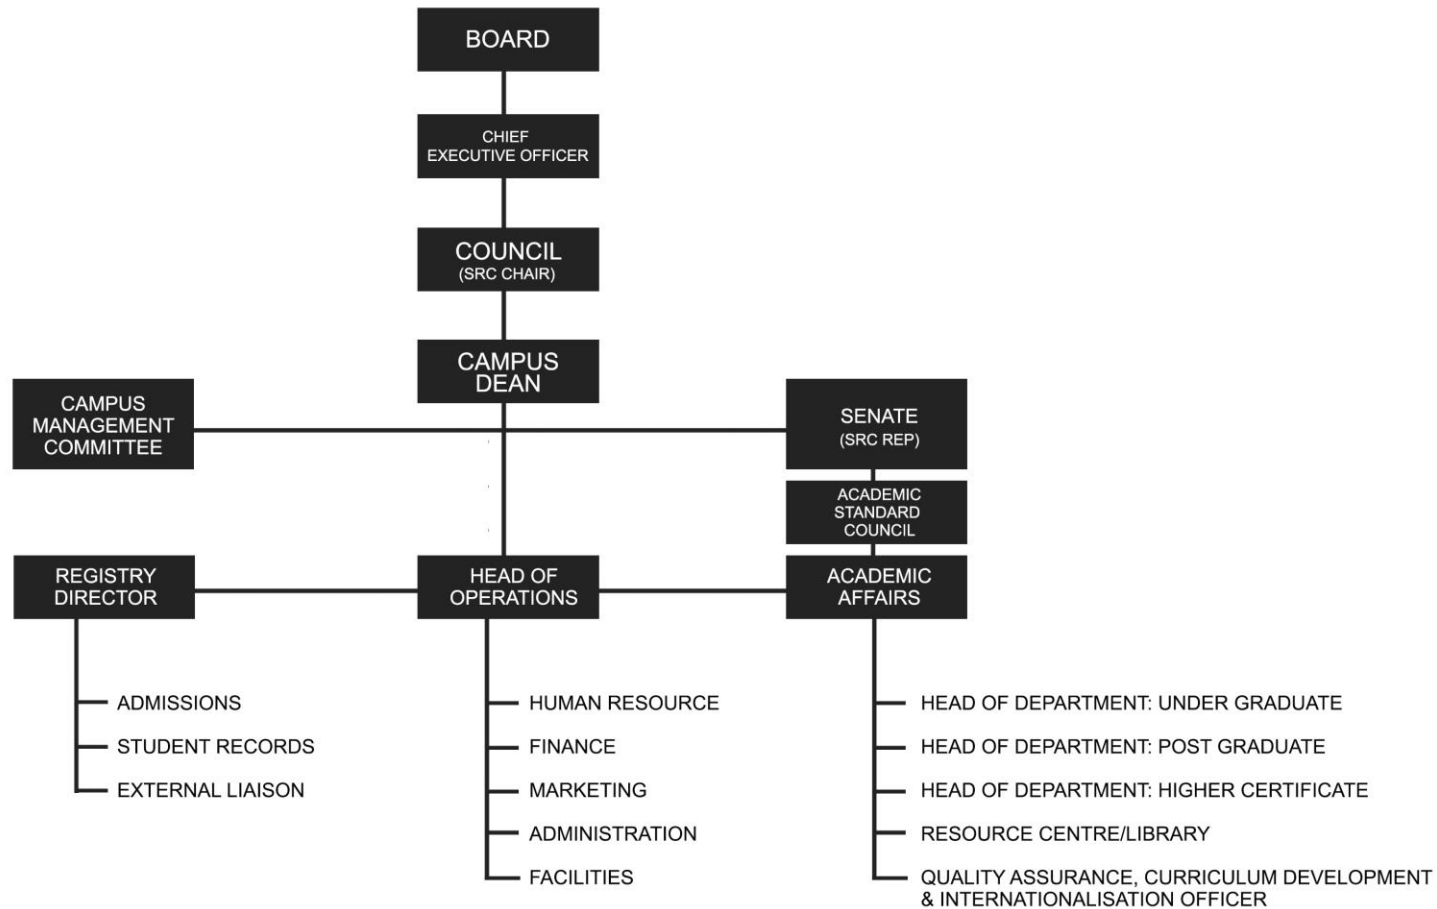 BOARD
CHIEF
EXECUTIVE OFFICER
COUNCIL
(SRC CHAIR)
CAMPUS
DEAN
CAMPUS
MANAGEMENT
COMMITTEE
SENATE
(SRC REP)
ACADEMIC
STANDARD
COUNCIL
REGISTRY
DIRECTOR
HEAD OF
OPERATIONS
ACADEMIC
AFFAIRS
ADMISSIONS
STUDENT RECORDS
EXTERNAL LIAISON
HUMAN RESOURCE
FINANCE
MARKETING
ADMINISTRATION
FACILITIES
HEAD OF DEPARTMENT: UNDER GRADUATE
HEAD OF DEPARTMENT: POST GRADUATE
HEAD OF DEPARTMENT: HIGHER CERTIFICATE
RESOURCE CENTRE/LIBRARY
QUALITY ASSURANCE, CURRICULUM DEVELOPMENT
& INTERNATIONALISATION OFFICER